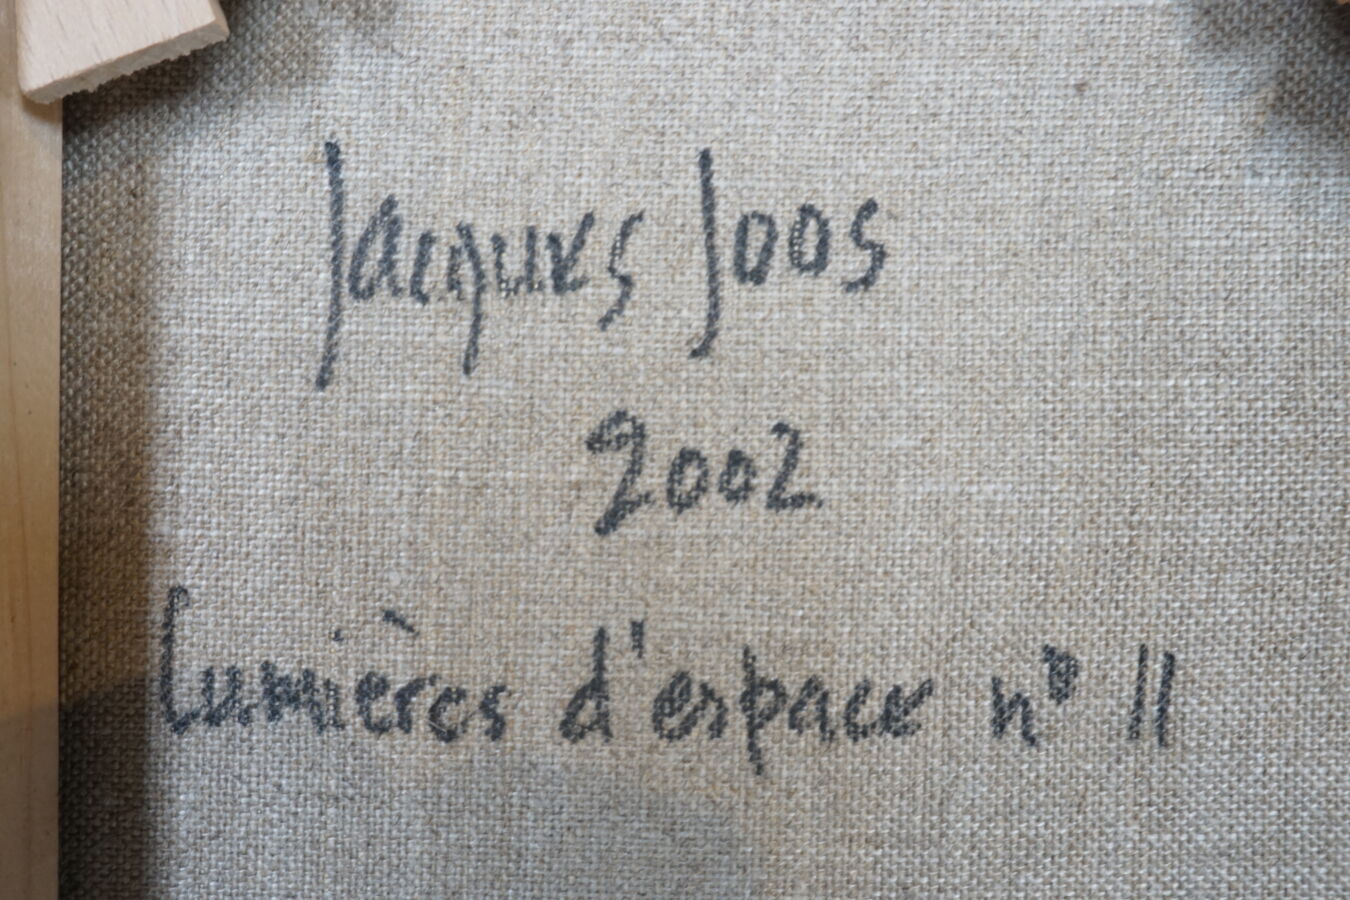 Jacques Joos
2002
Lumières d'espace n° 11